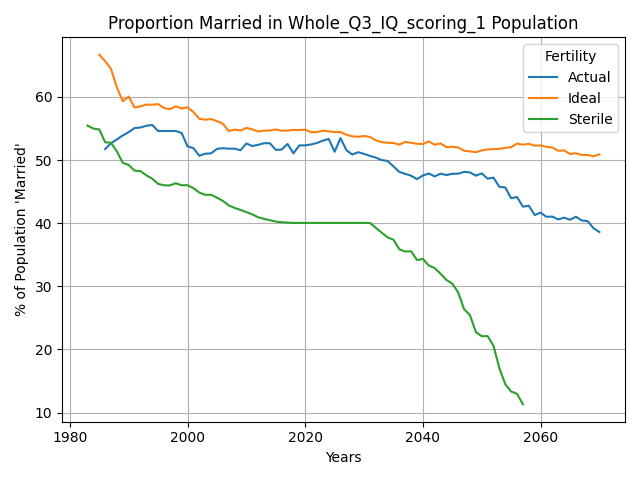 Proportion Married in Whole_Q3_IQ_scoring_1 Population
% of Population 'Married'
60
50
40
30
20
10
Fertility
Actual
Ideal
Sterile
1980
2000
2020
2040
2060
Years